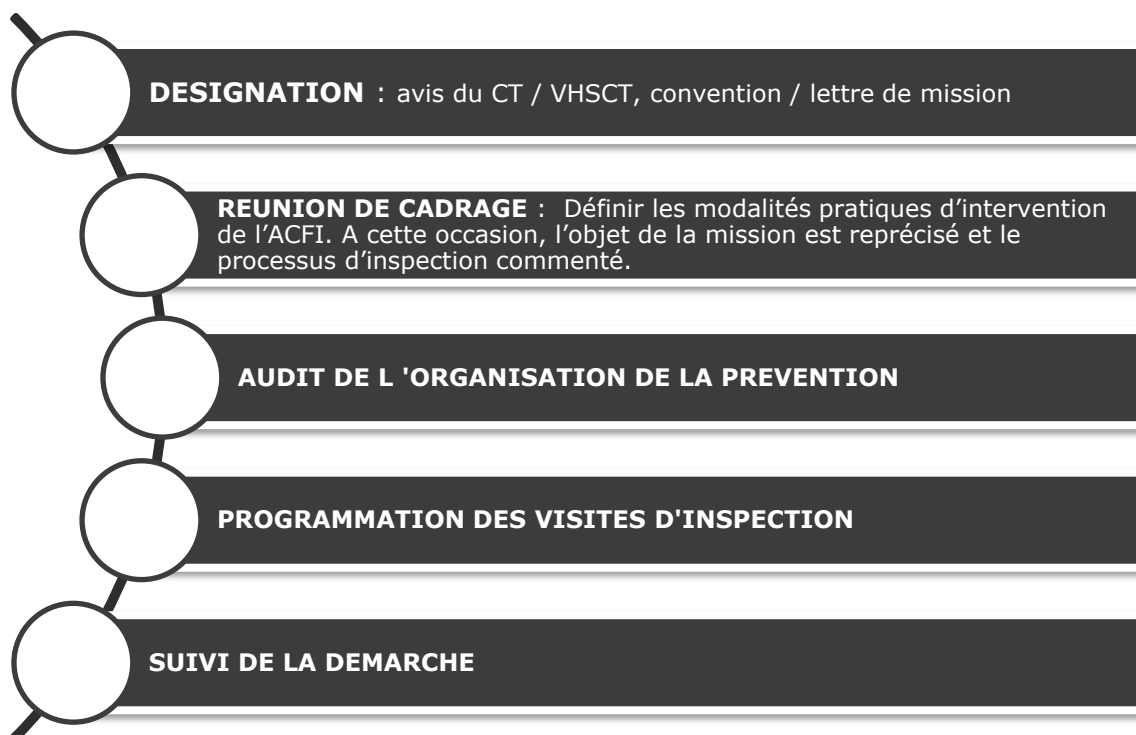 DESIGNATION : avis du CT / VHSCT, convention / lettre de mission
REUNION DE CADRAGE : Définir les modalités pratiques d'intervention
de l'ACFI. A cette occasion, l'objet de la mission est reprécisé et le
processus d'inspection commenté.
AUDIT DE L 'ORGANISATION DE LA PREVENTION
PROGRAMMATION DES VISITES D'INSPECTION
SUIVI DE LA DEMARCHE